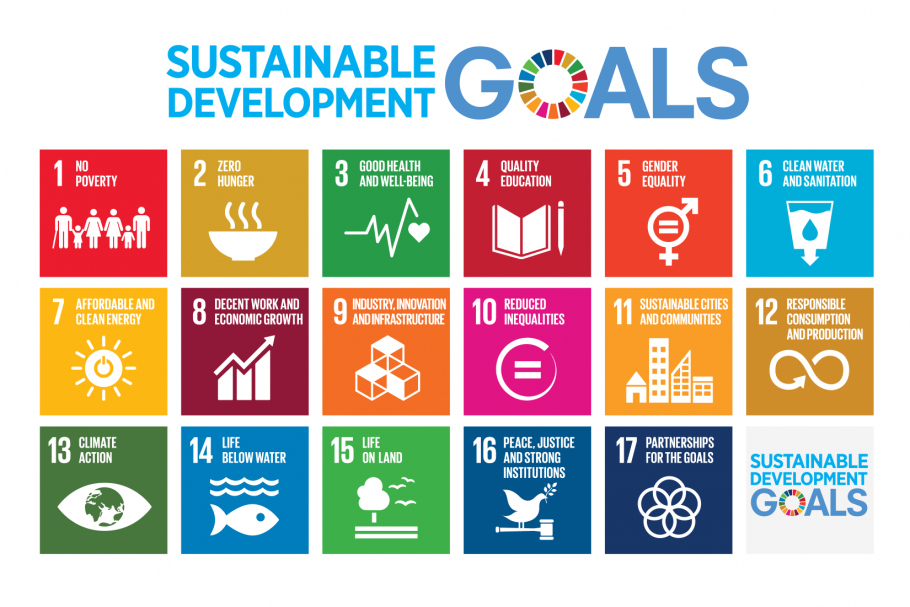 SUSTAINABLE
DEVELOPMENT
GOALS
1 NO
POVERTY
2 ZERO
HUNGER
3 GOOD HEALTH
AND WELL-BEING
4 QUALITY
EDUCATION
5 GENDER
EQUALITY
6 CLEAN WATER
AND SANITATION
7 AFFORDABLE AND
CLEAN ENERGY
8 DECENT WORK AND
ECONOMIC GROWTH
9 INDUSTRY, INNOVATION
AND INFRASTRUCTURE
10 REDUCED
INEQUALITIES
11 SUSTAINABLE CITIES
AND COMMUNITIES
12 RESPONSIBLE
CONSUMPTION
AND PRODUCTION
13 CLIMATE
ACTION
14 LIFE
BELOW WATER
15 LIFE
ON LAND
16 PEACE, JUSTICE
AND STRONG
INSTITUTIONS
17 PARTNERSHIPS
FOR THE GOALS
SUSTAINABLE
DEVELOPMENT
GOALS